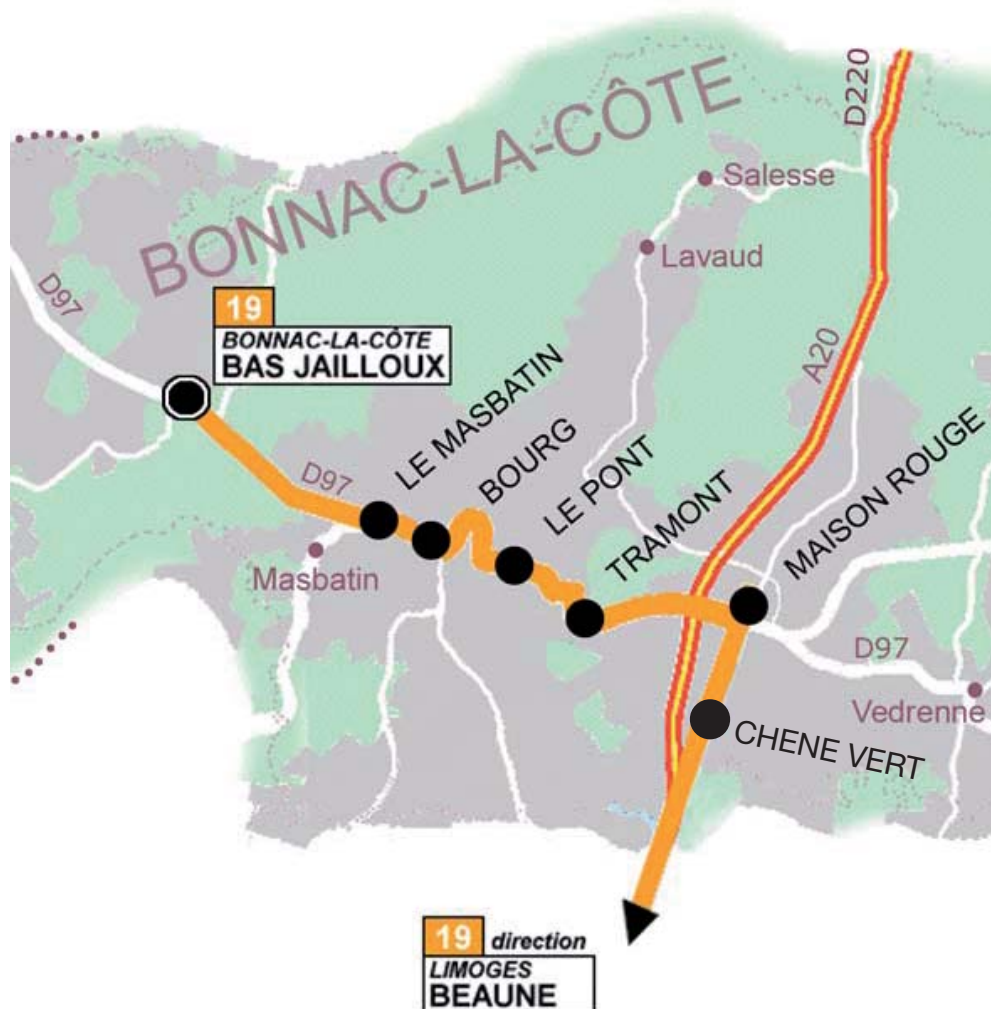 D220
BONNAC-LA-CÔTE
Salesse
Lavaud
D97
19
BONNAC-LA-CÔTE
BAS JAILLOUX
A20
LE MASBATIN
BOURG
LE PONT
TRAMONT
MAISON ROUGE
D97
Masbatin
D97
Vedrenne
CHENE VERT
19 direction
LIMOGES
BEAUNE